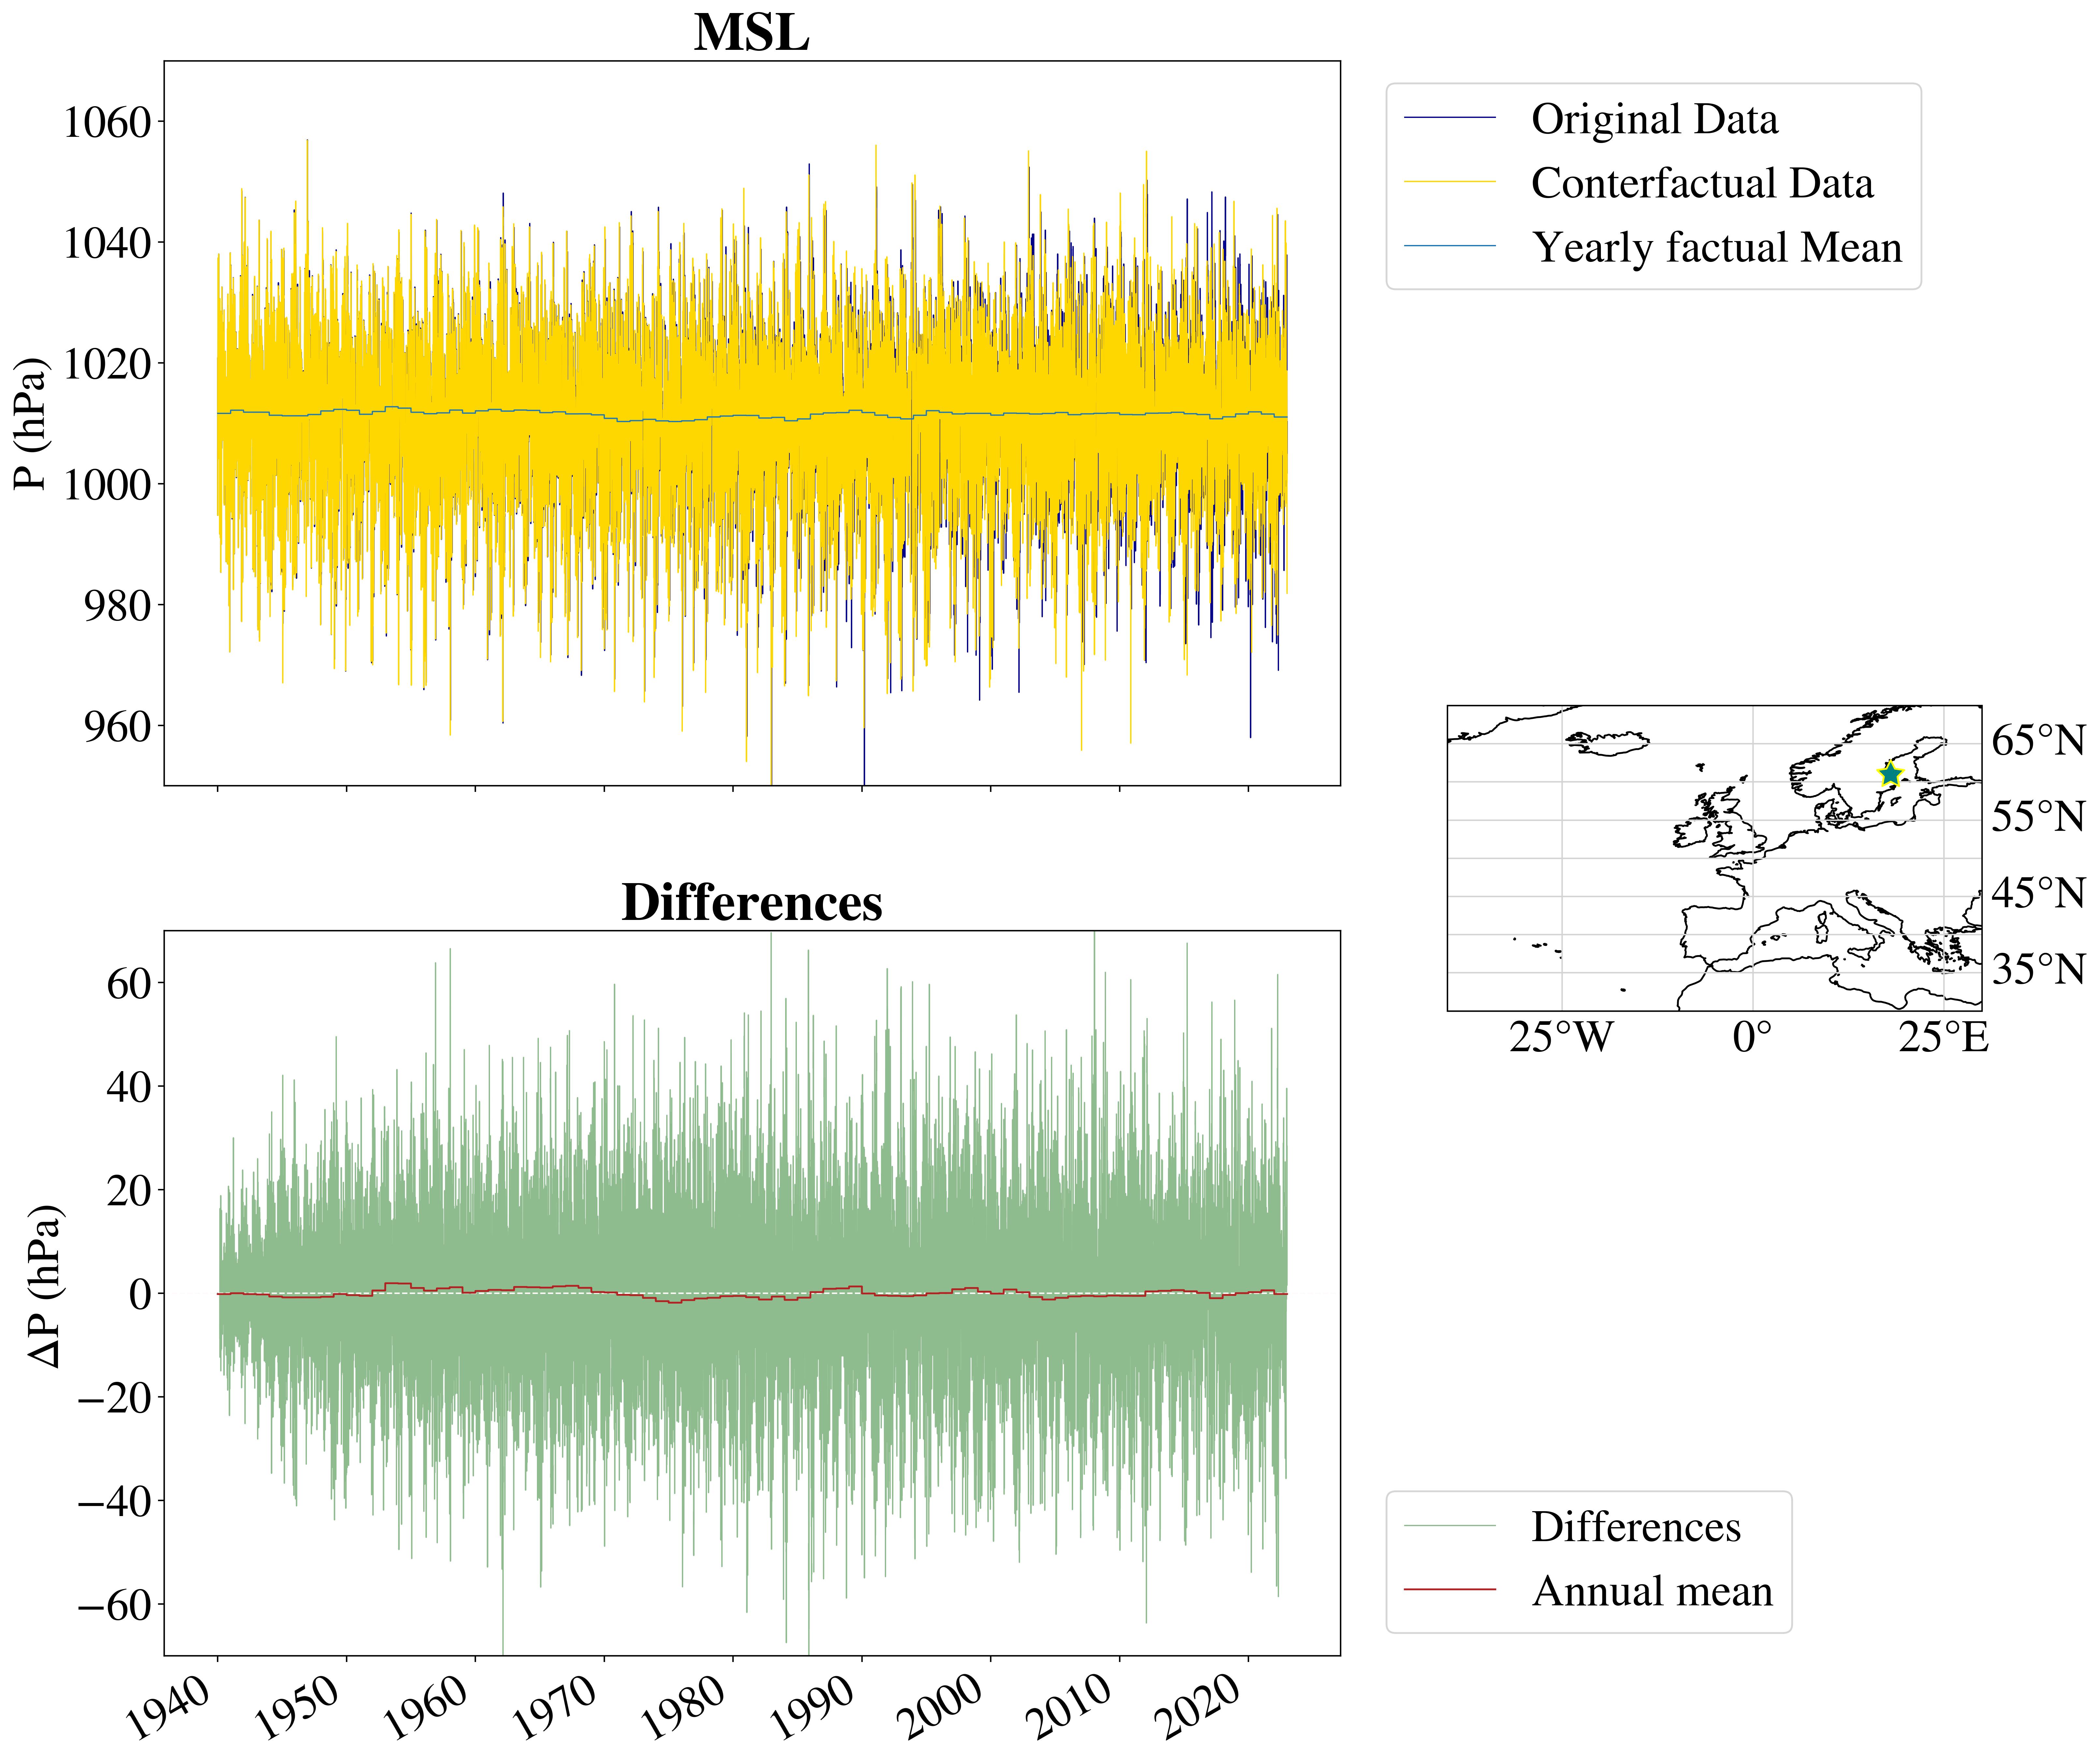 MSL
P (hPa)
1060
1040
1020
1000
980
960
Original Data
Conterfactual Data
Yearly factual Mean
65°N
55°N
45°N
35°N
25°W 0° 25°E
Differences
ΔP (hPa)
60
40
20
0
−20
−40
−60
1940 1950 1960 1970 1980 1990 2000 2010 2020
Differences
Annual mean